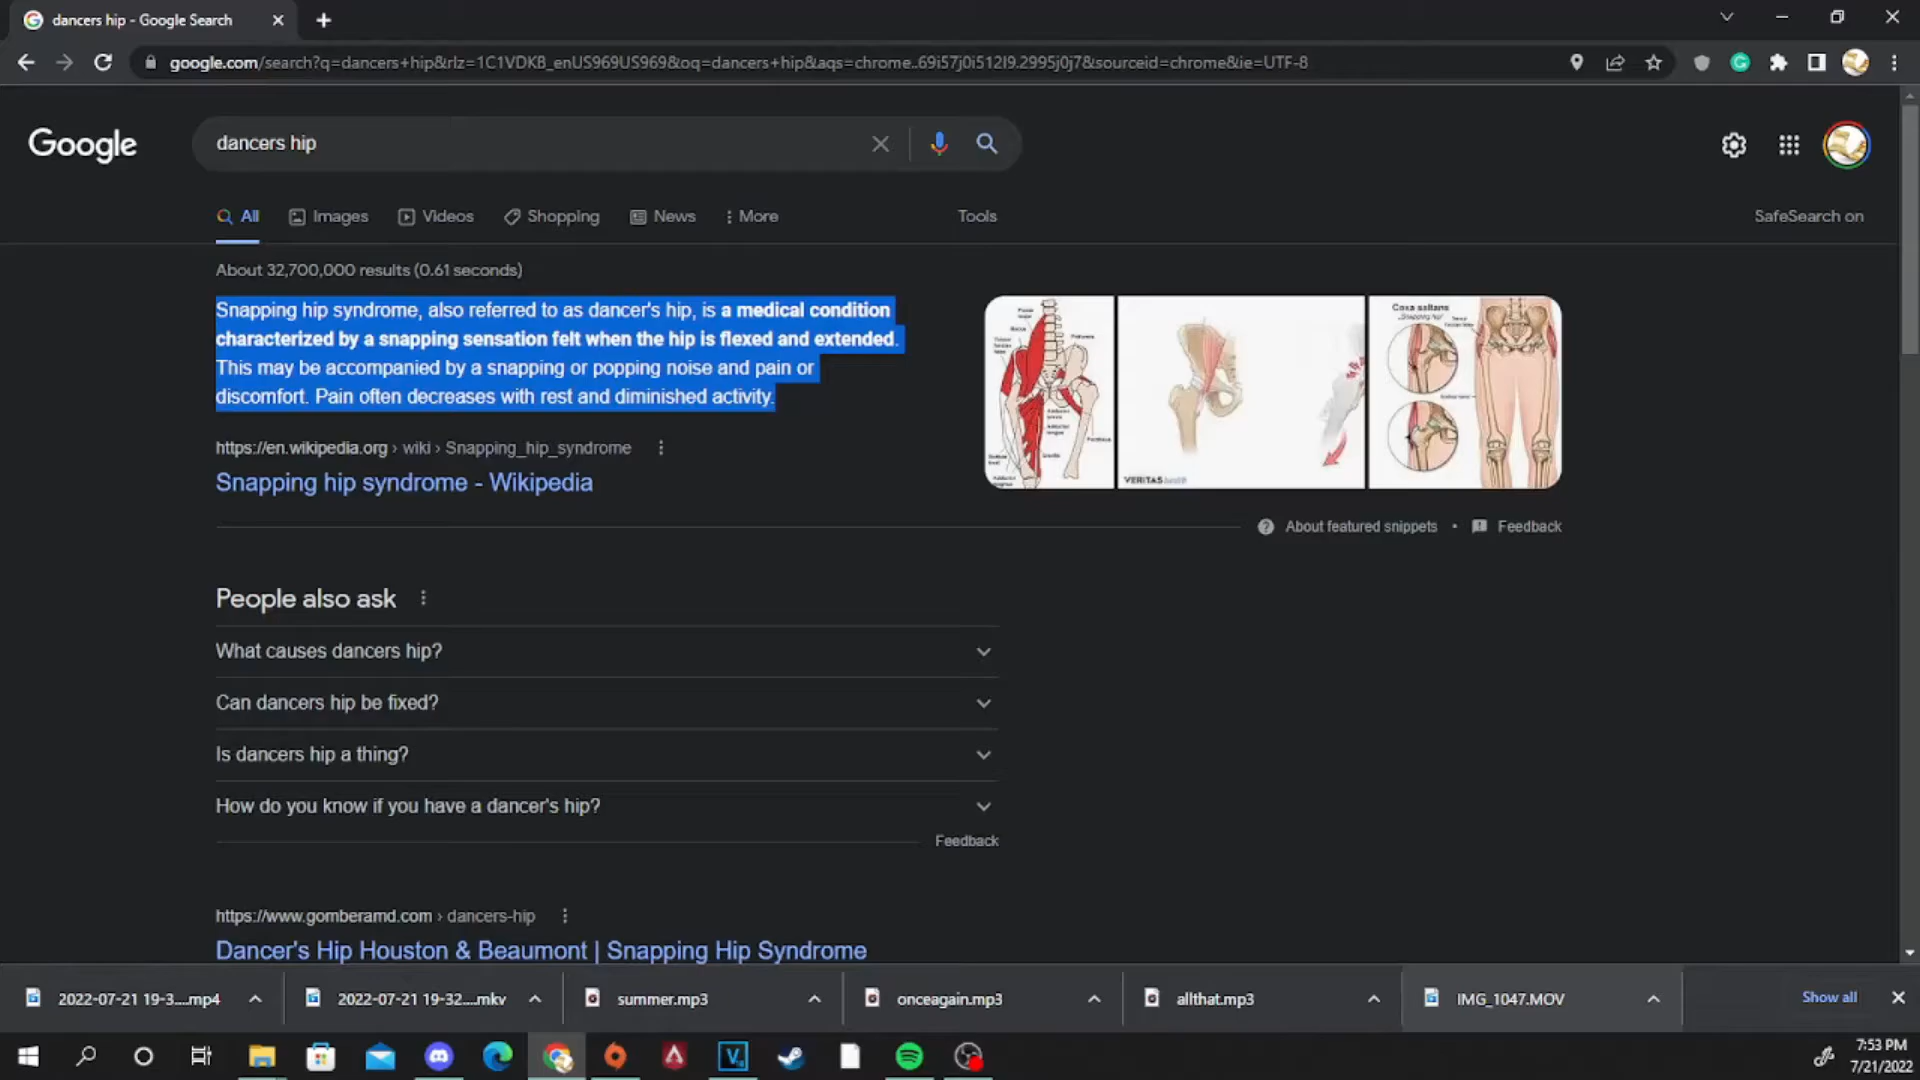 dancers hip - Google Search
google.com/search?q=dancers+hip&rlz=1C1VDKB_enUS969US969&oq=dancers+hip&aqs=chrome..69i57j0i512l9.2995j0j7&sourceid=chrome&ie=UTF-8
Google
dancers hip
All
Images
Videos
Shopping
News
More
Tools
SafeSearch on
About 32,700,000 results (0.61 seconds)
Snapping hip syndrome, also referred to as dancer's hip, is a medical condition
characterized by a snapping sensation felt when the hip is flexed and extended.
This may be accompanied by a snapping or popping noise and pain or
discomfort. Pain often decreases with rest and diminished activity.
Coxa saltans
VERITAS
https://en.wikipedia.org › wiki › Snapping_hip_syndrome
Snapping hip syndrome - Wikipedia
About featured snippets • Feedback
People also ask
What causes dancers hip?
Can dancers hip be fixed?
Is dancers hip a thing?
How do you know if you have a dancer's hip?
Feedback
https://www.gomberamd.com › dancers-hip
Dancer's Hip Houston & Beaumont | Snapping Hip Syndrome
2022-07-21 19-3....mp4
2022-07-21 19-32....mkv
summer.mp3
onceagain.mp3
allthat.mp3
IMG_1047.MOV
Show all
7:53 PM
7/21/2022